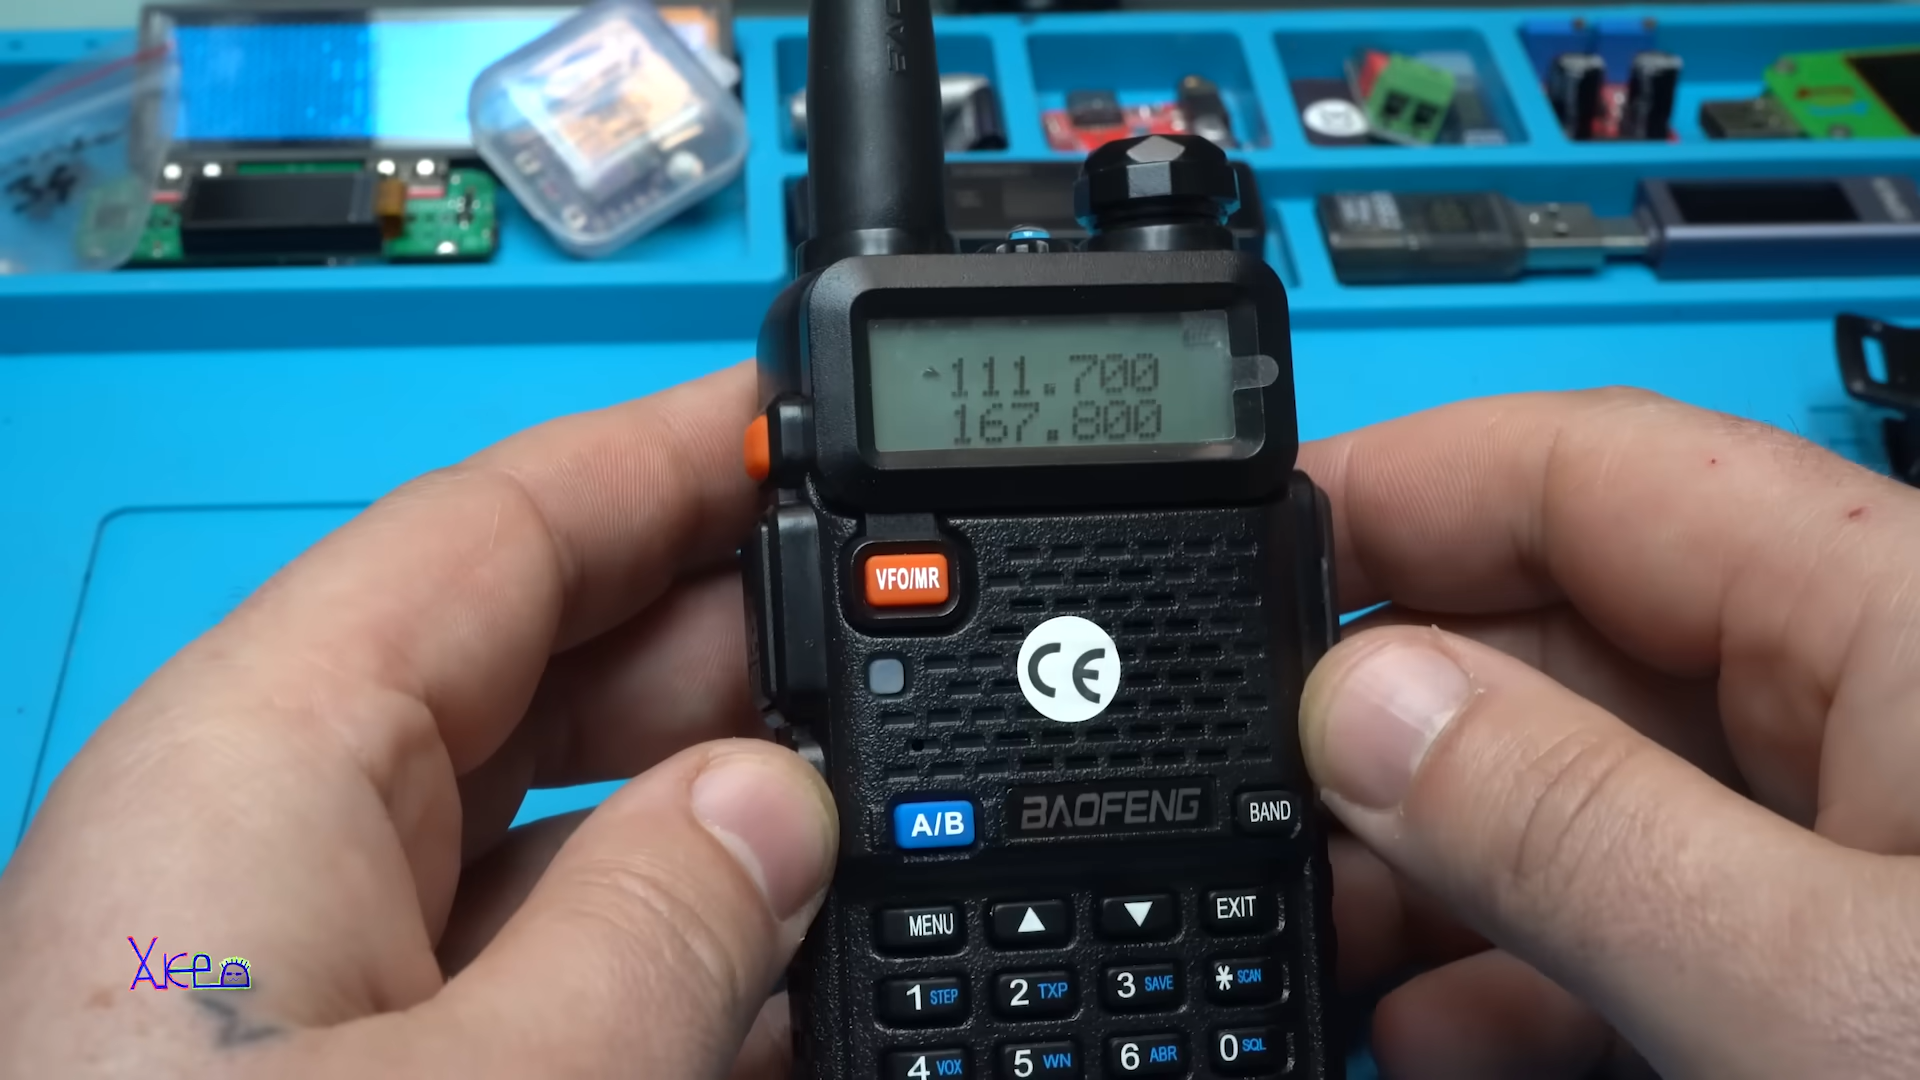 111.700
167.800
VFO/MR
CE
A/B
BAOFENG
BAND
MENU
EXIT
1 STEP
2 TXP
3 SAVE
* SCAN
4 VOX
5 WN
6 ABR
0 SQL